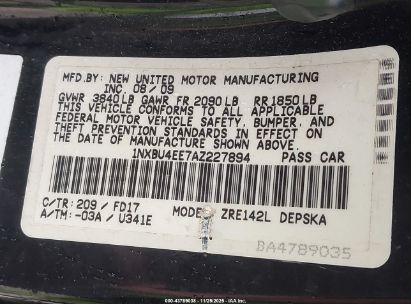 MFD.BY: NEW UNITED MOTOR MANUFACTURING
INC. 08/09
GVWR 3840LB GAWR FR 2090LB RR1850LB
THIS VEHICLE CONFORMS TO ALL APPLICABLE
FEDERAL MOTOR VEHICLE SAFETY, BUMPER, AND
THEFT PREVENTION STANDARDS IN EFFECT ON
THE DATE OF MANUFACTURE SHOWN ABOVE.
1NXBU4EE7AZ227894 PASS CAR
C/TR: 209 / FD17
A/TM: -03A / U341E
MODEL: ZRE142L DEPSKA
BA4789035